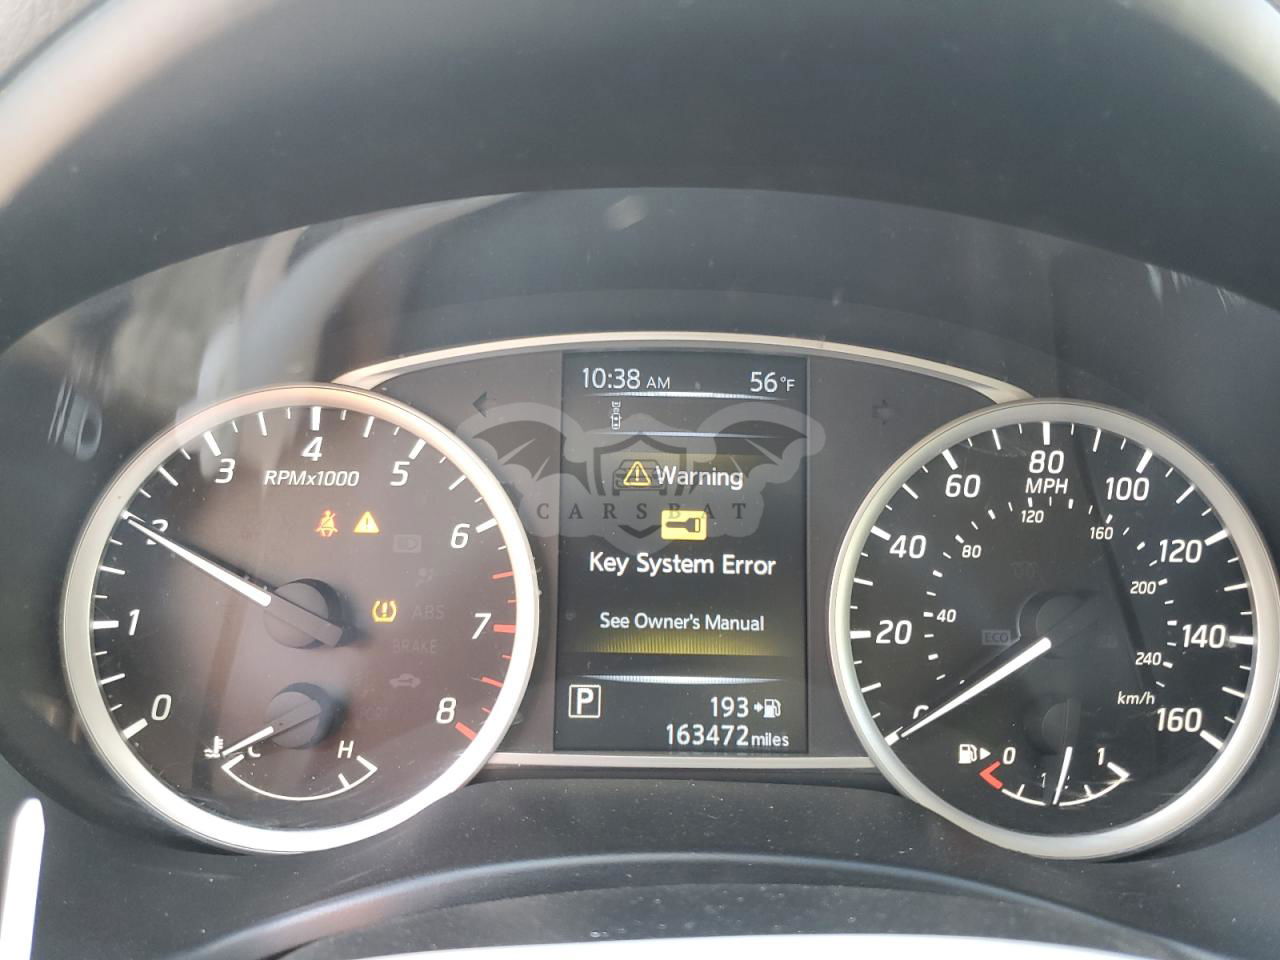 10:38 AM 56°F
Warning
CARSBAT
Key System Error
See Owner's Manual
P 193
163472 miles
0 1 2 3 4 5 6 7 8
RPMx1000
ABS
BRAKE
C H
0 20 40 60 80 100 120 140 160
MPH
40 80 120 160 200 240
km/h
ECO
0 1